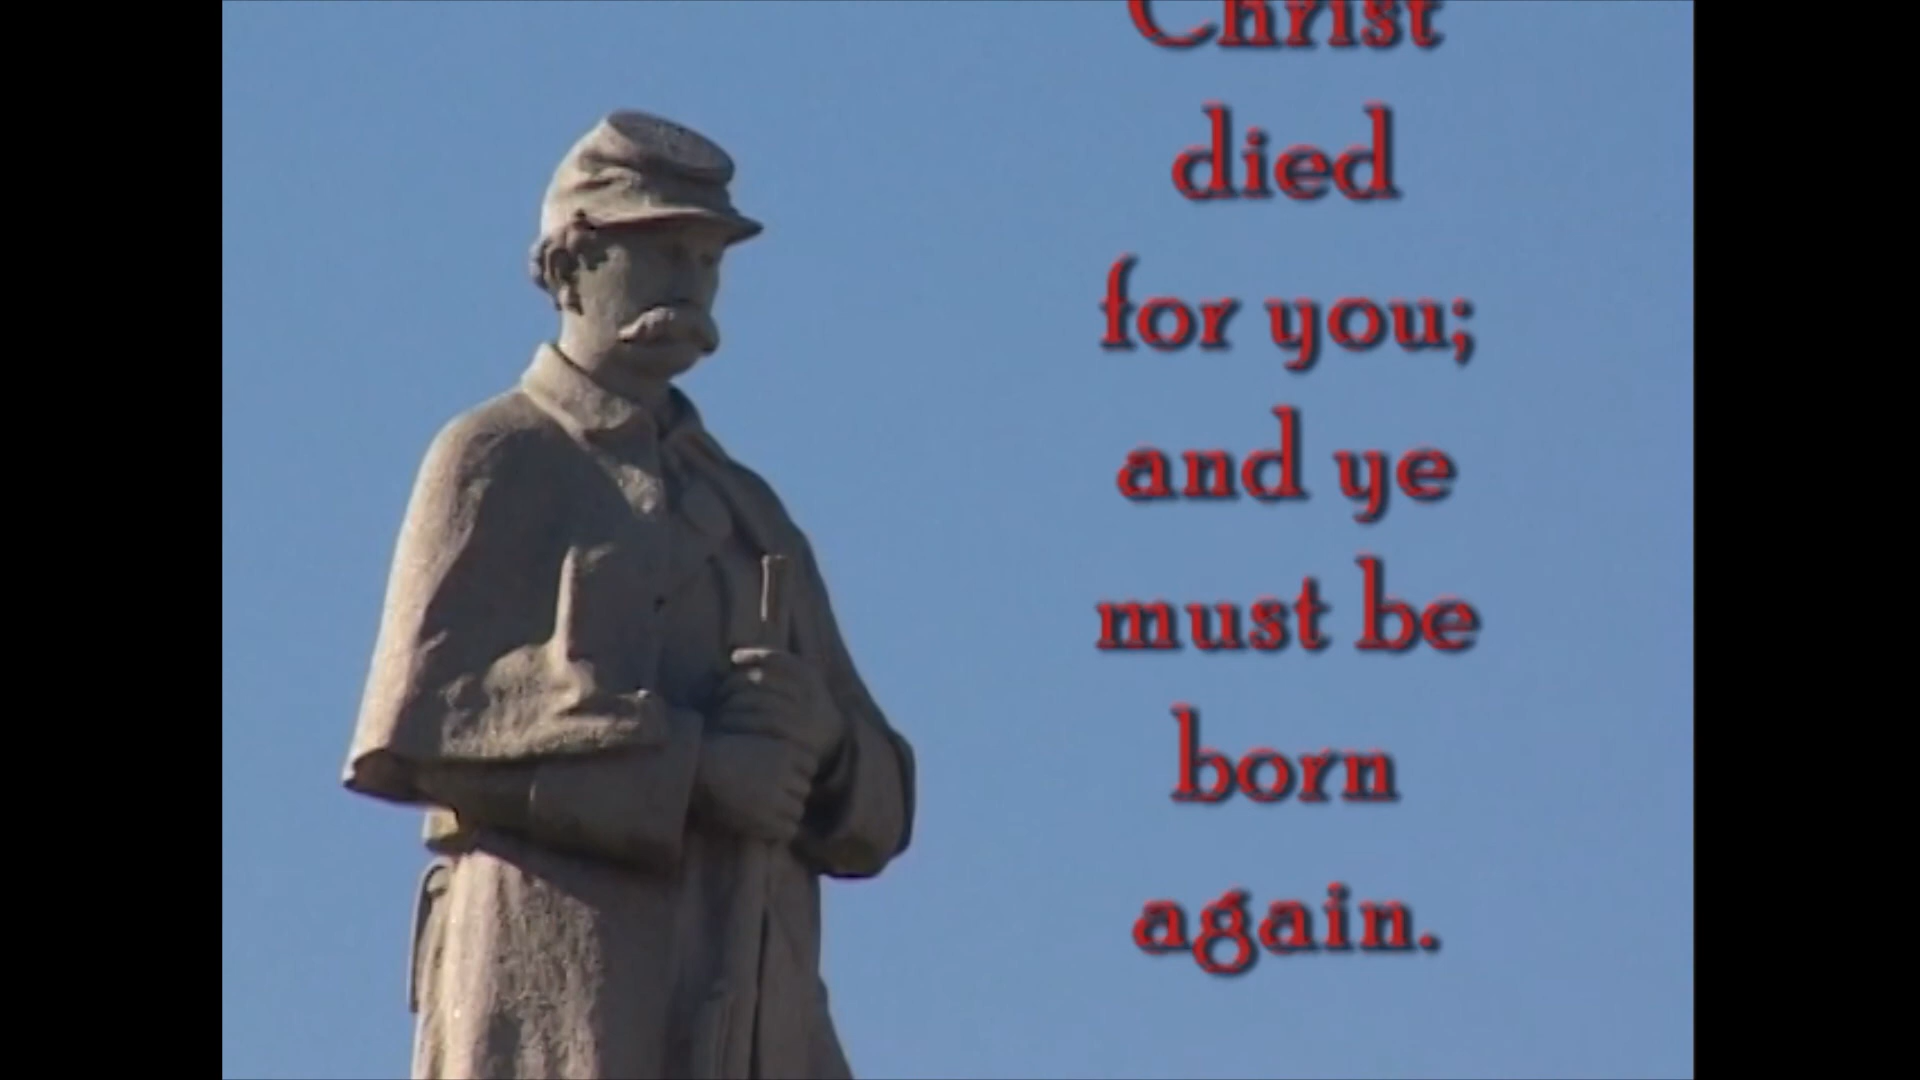 Christ
died
for you;
and ye
must be
born
again.